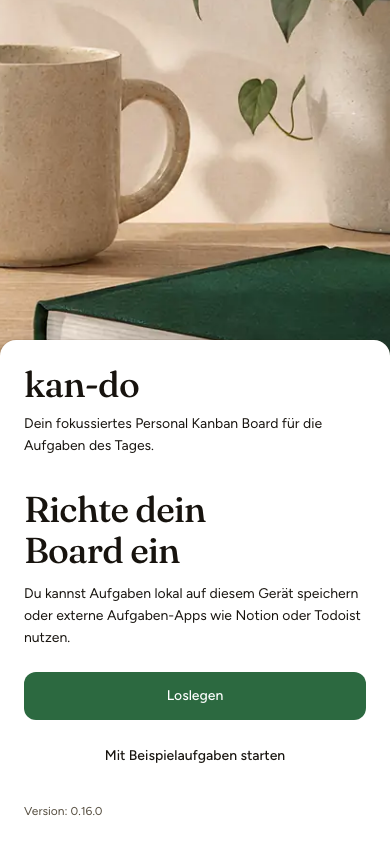 kan-do
Dein fokussiertes Personal Kanban Board für die
Aufgaben des Tages.
Richte dein
Board ein
Du kannst Aufgaben lokal auf diesem Gerät speichern
oder externe Aufgaben-Apps wie Notion oder Todoist
nutzen.
Loslegen
Mit Beispielaufgaben starten
Version: 0.16.0